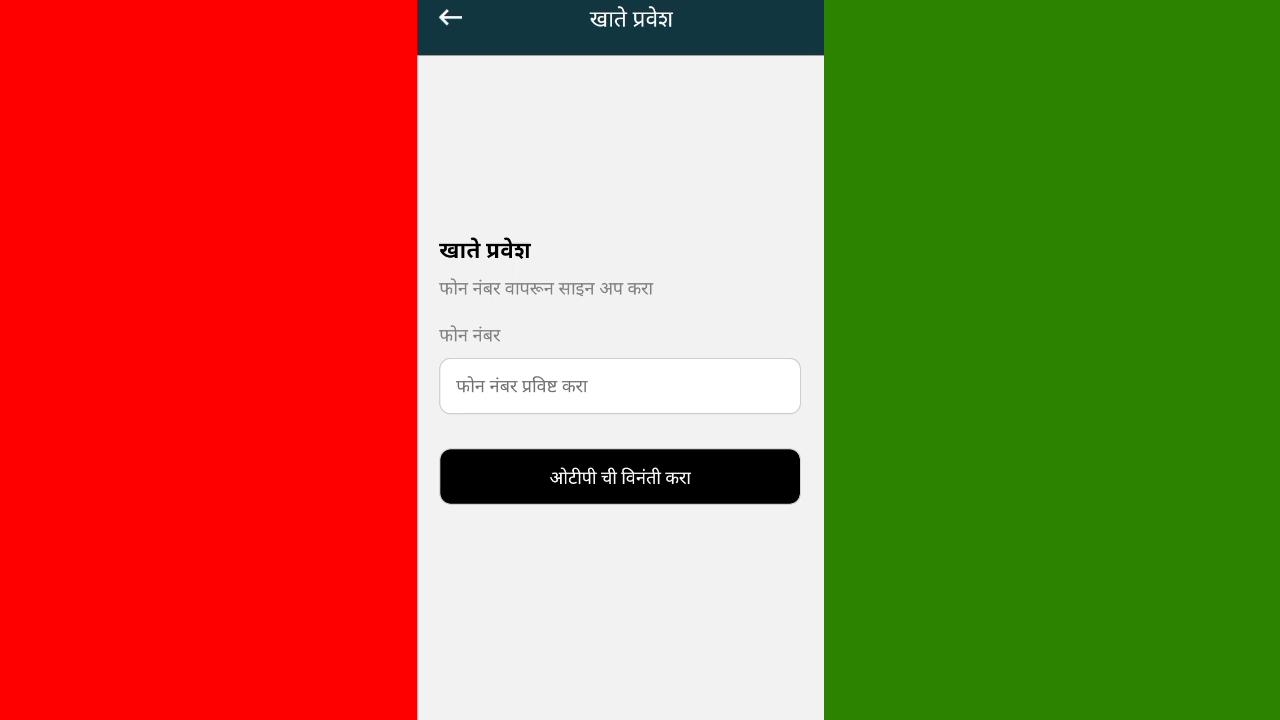 खाते प्रवेश
खाते प्रवेश
फोन नंबर वापरून साइन अप करा
फोन नंबर
फोन नंबर प्रविष्ट करा
ओटीपी ची विनंती करा